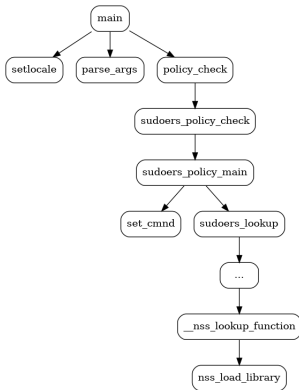 main
setlocale parse_args policy_check
sudoers_policy_check
sudoers_policy_main
set_cmnd sudoers_lookup
...
__nss_lookup_function
nss_load_library